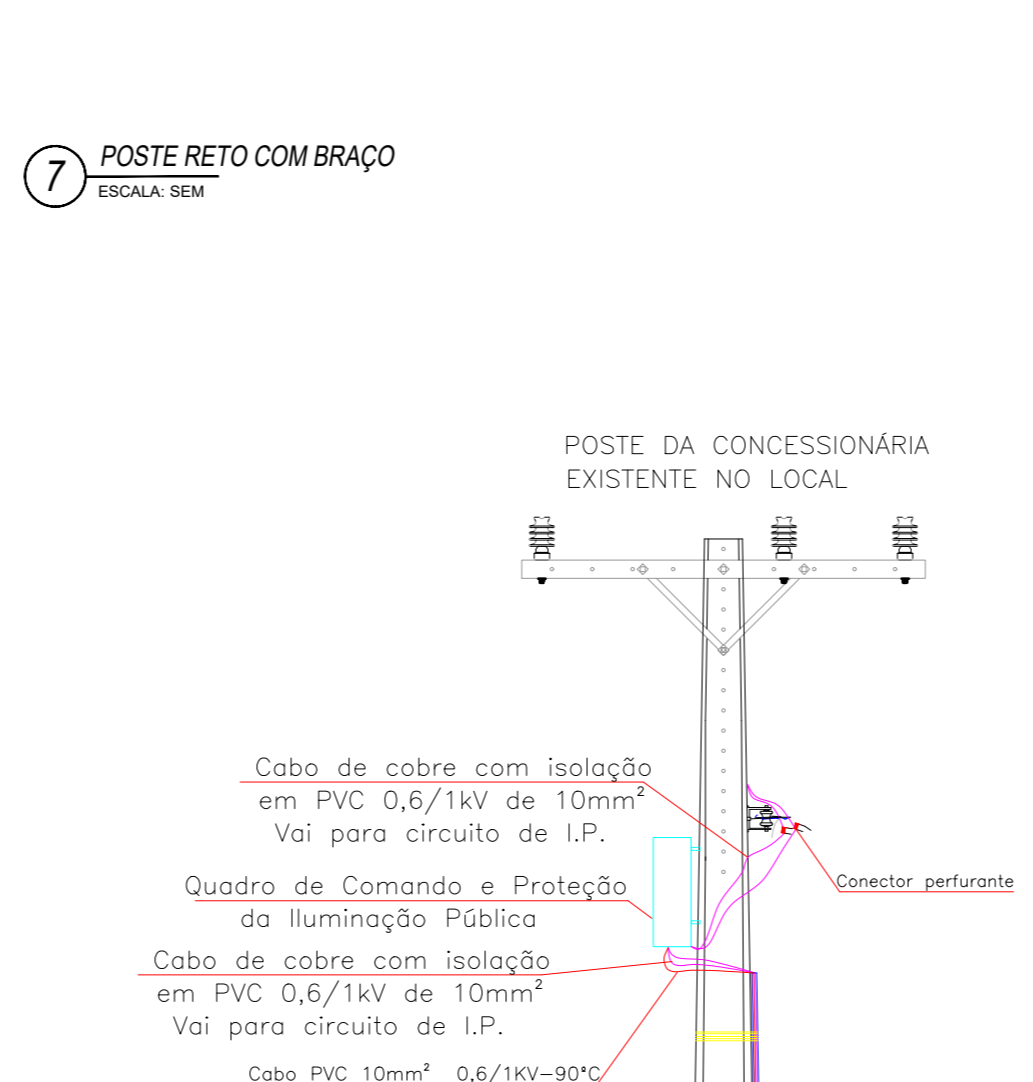 7
POSTE RETO COM BRAÇO
ESCALA: SEM
POSTE DA CONCESSIONÁRIA
EXISTENTE NO LOCAL
Cabo de cobre com isolação
em PVC 0,6/1kV de 10mm²
Vai para circuito de I.P.
Conector perfurante
Quadro de Comando e Proteção
da Iluminação Pública
Cabo de cobre com isolação
em PVC 0,6/1kV de 10mm²
Vai para circuito de I.P.
Cabo PVC 10mm² 0,6/1KV-90°C